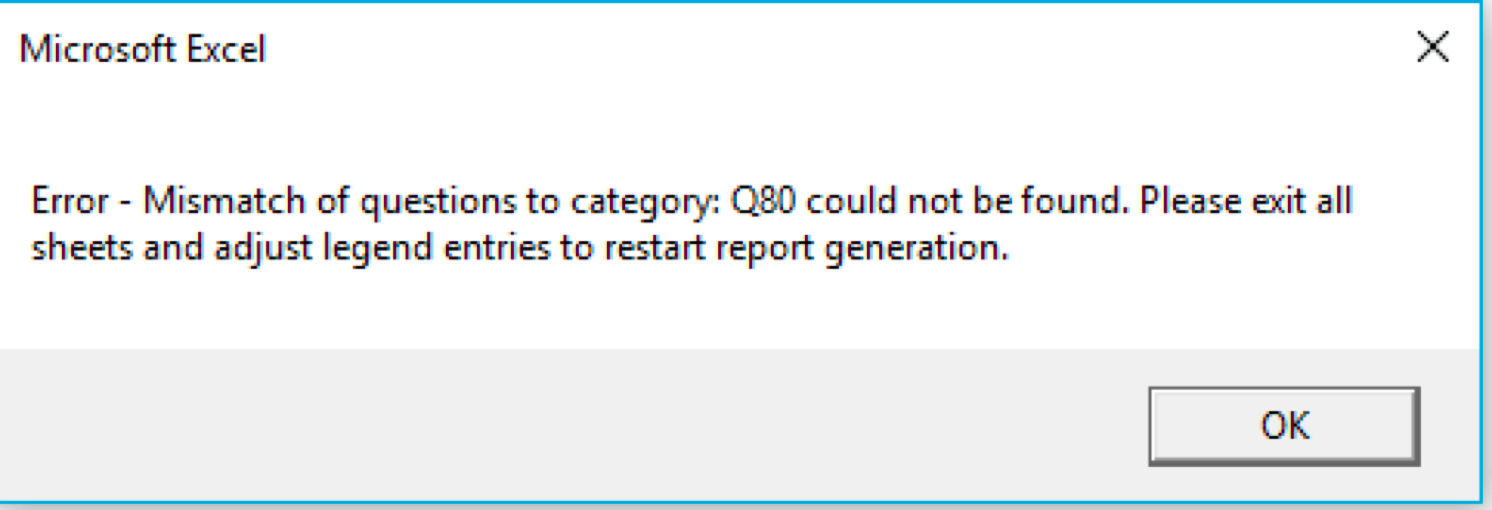 Microsoft Excel
Error - Mismatch of questions to category: Q80 could not be found. Please exit all
sheets and adjust legend entries to restart report generation.
OK